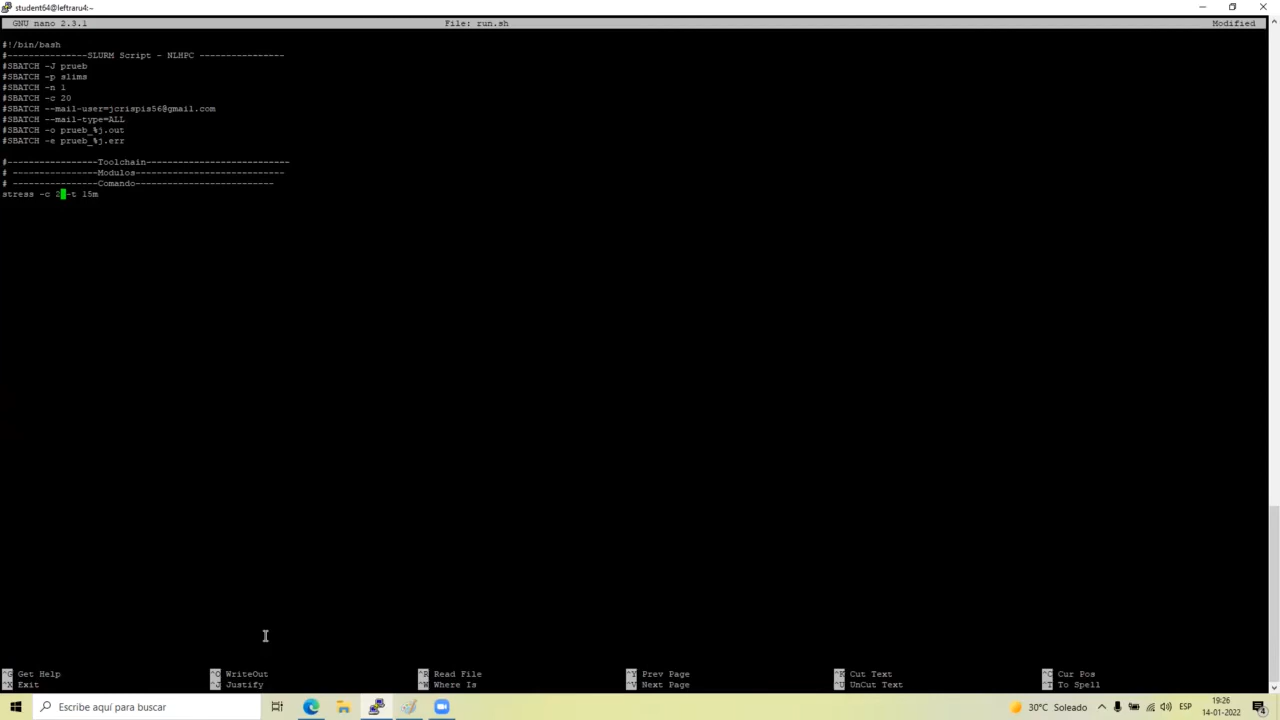 student64@leftraru4:~
GNU nano 2.3.1 File: run.sh Modified
#!/bin/bash
#---------------SLURM Script - NLHPC ----------------
#SBATCH -J prueb
#SBATCH -p slims
#SBATCH -n 1
#SBATCH -c 20
#SBATCH --mail-user=jcrispis56@gmail.com
#SBATCH --mail-type=ALL
#SBATCH -o prueb_%j.out
#SBATCH -e prueb_%j.err
#-----------------Toolchain---------------------------
# ----------------Modulos----------------------------
# ----------------Comando--------------------------
stress -c 2 -t 15m
^G Get Help ^O WriteOut ^R Read File ^Y Prev Page ^K Cut Text ^C Cur Pos
^X Exit ^J Justify ^W Where Is ^V Next Page ^U UnCut Text ^T To Spell
Escribe aquí para buscar
30°C Soleado
ESP
19:26
14-01-2022
4